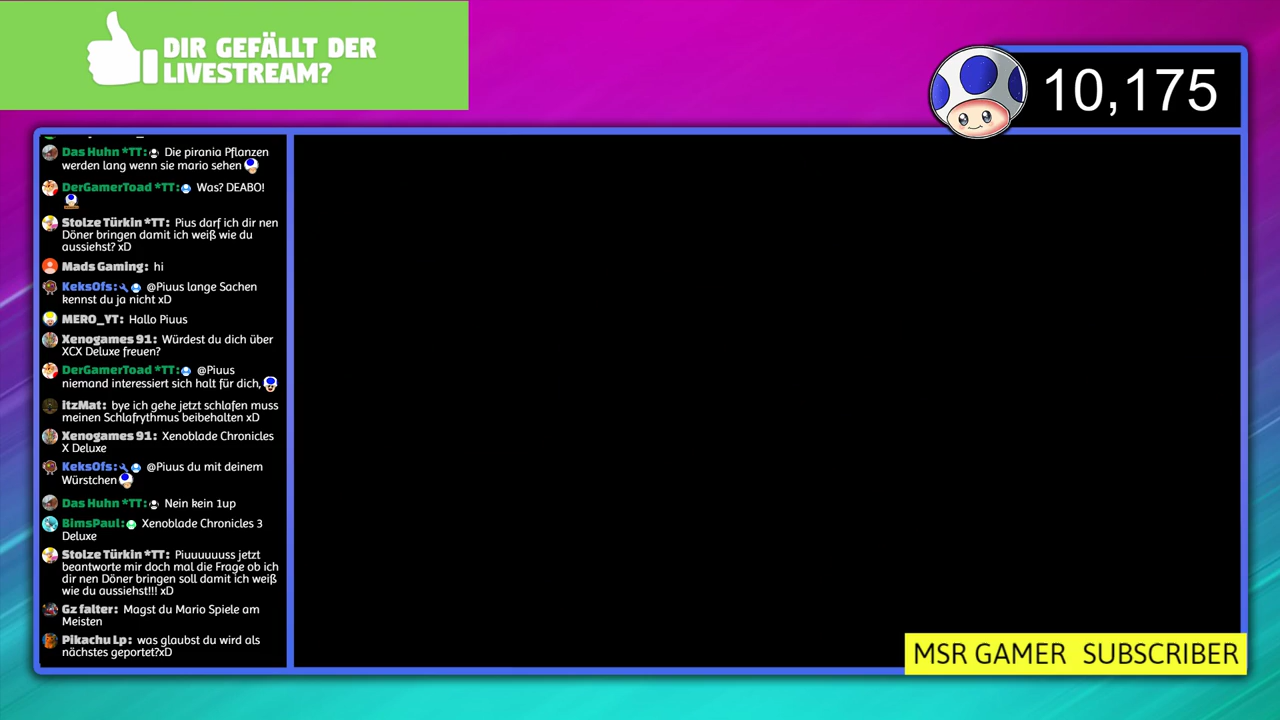 DIR GEFÄLLT DER
LIVESTREAM?
10,175
Das Huhn *TT: Die pirania Pflanzen
werden lang wenn sie mario sehen
DerGamerToad *TT: Was? DEABO!
Stolze Türkin *TT: Pius darf ich dir nen
Döner bringen damit ich weiß wie du
aussiehst? xD
Mads Gaming: hi
KeksOfs: @Piuus lange Sachen
kennst du ja nicht xD
MERO_YT: Hallo Piuus
Xenogames 91: Würdest du dich über
XCX Deluxe freuen?
DerGamerToad *TT: @Piuus
niemand interessiert sich halt für dich,
itzMat: bye ich gehe jetzt schlafen muss
meinen Schlafrythmus beibehalten xD
Xenogames 91: Xenoblade Chronicles
X Deluxe
KeksOfs: @Piuus du mit deinem
Würstchen
Das Huhn *TT: Nein kein 1up
BimsPaul: Xenoblade Chronicles 3
Deluxe
Stolze Türkin *TT: Piuuuuuuss jetzt
beantworte mir doch mal die Frage ob ich
dir nen Döner bringen soll damit ich weiß
wie du aussiehst!!! xD
Gz falter: Magst du Mario Spiele am
Meisten
Pikachu Lp: was glaubst du wird als
nächstes geportet?xD
MSR GAMER SUBSCRIBER